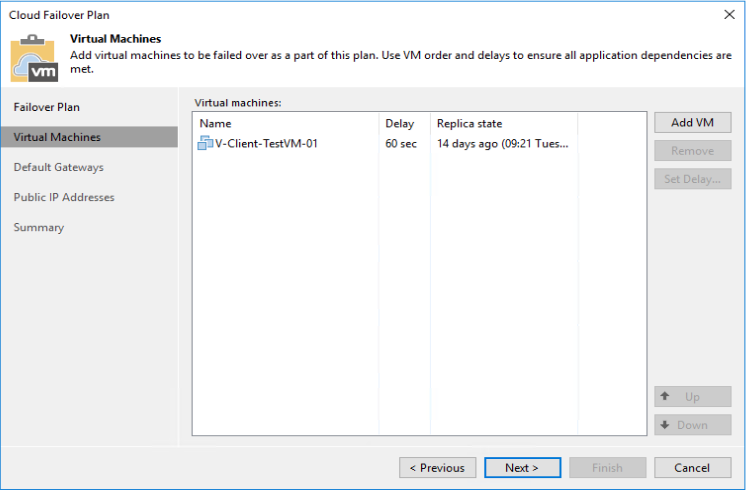 Cloud Failover Plan
Virtual Machines
Add virtual machines to be failed over as a part of this plan. Use VM order and delays to ensure all application dependencies are
met.
vm
Failover Plan
Virtual Machines
Default Gateways
Public IP Addresses
Summary
Virtual machines:
Name Delay Replica state
V-Client-TestVM-01 60 sec 14 days ago (09:21 Tues...
Add VM
Remove
Set Delay...
Up
Down
< Previous Next > Finish Cancel